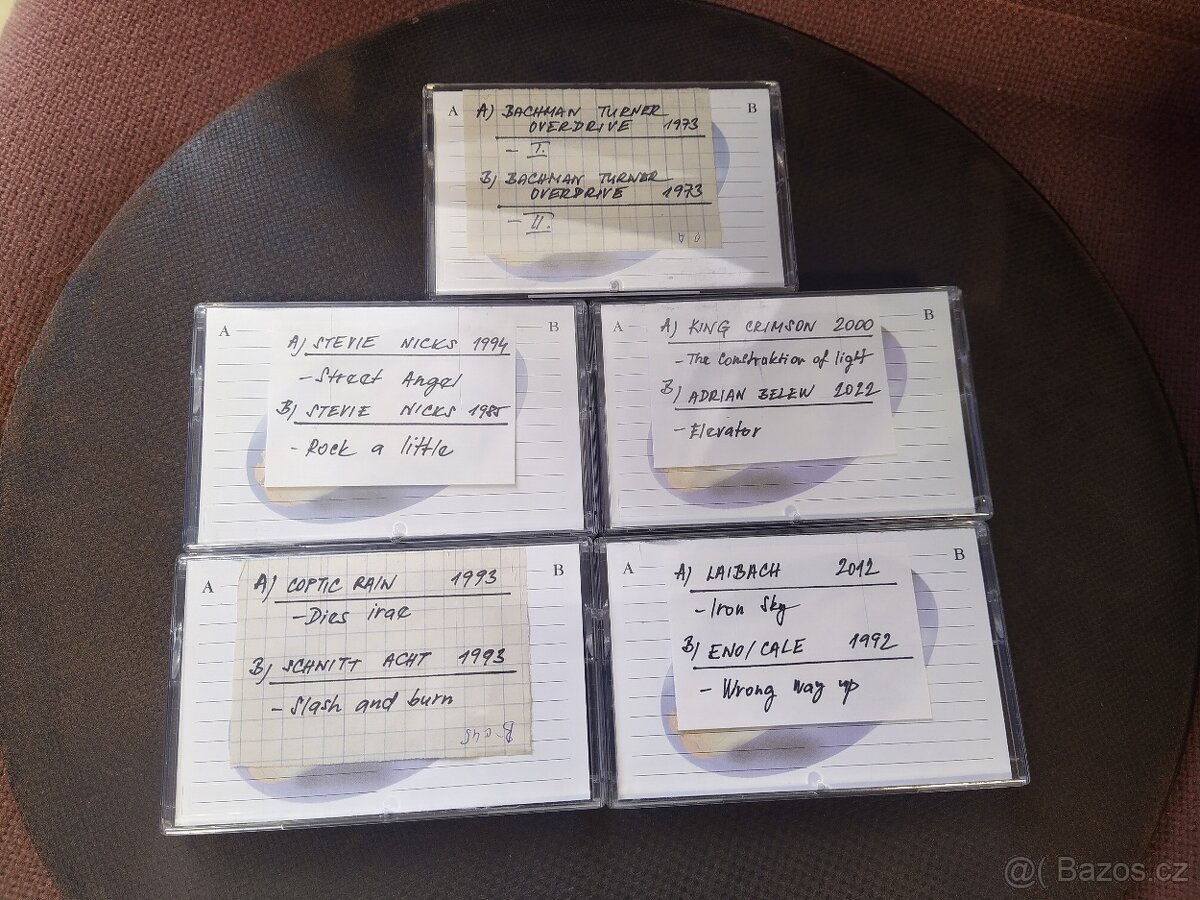 A
A) BACHMAN TURNER
OVERDRIVE 1973
- I.
B) BACHMAN TURNER
OVERDRIVE 1973
- II.
B
A
A) STEVIE NICKS 1994
- Street Angel
B) STEVIE NICKS 1985
- Rock a little
B
A
A) KING CRIMSON 2000
- The Construktion of light
B) ADRIAN BELEW 2022
- Elevator
B
A
A) COPTIC RAIN 1993
- Dies irae
B) SCHNITT ACHT 1993
- Slash and burn
B
A
A) LAIBACH 2012
- Iron Sky
B) ENO/CALE 1992
- Wrong way up
B
@( Bazos.cz